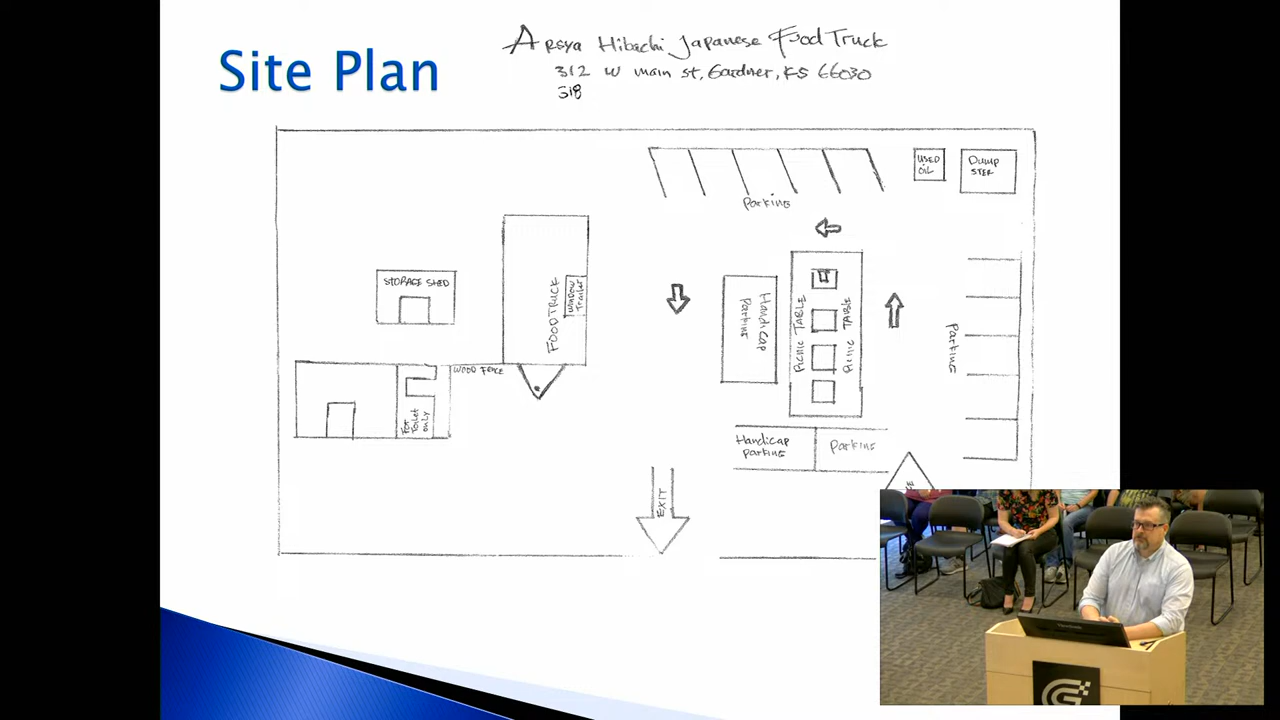 Site Plan
Arsya Hibachi Japanese Food Truck
312 W main st, Gardner, KS 66030
318
USED OIL
Dump STER
Parking
STORAGE SHED
FOOD TRUCK
WINDOW Trailer
Handicap Parking
PICNIC TABLE
PICNIC TABLE
Parking
WOOD FENCE
For Toilet only
Handicap parking
Parking
EXIT